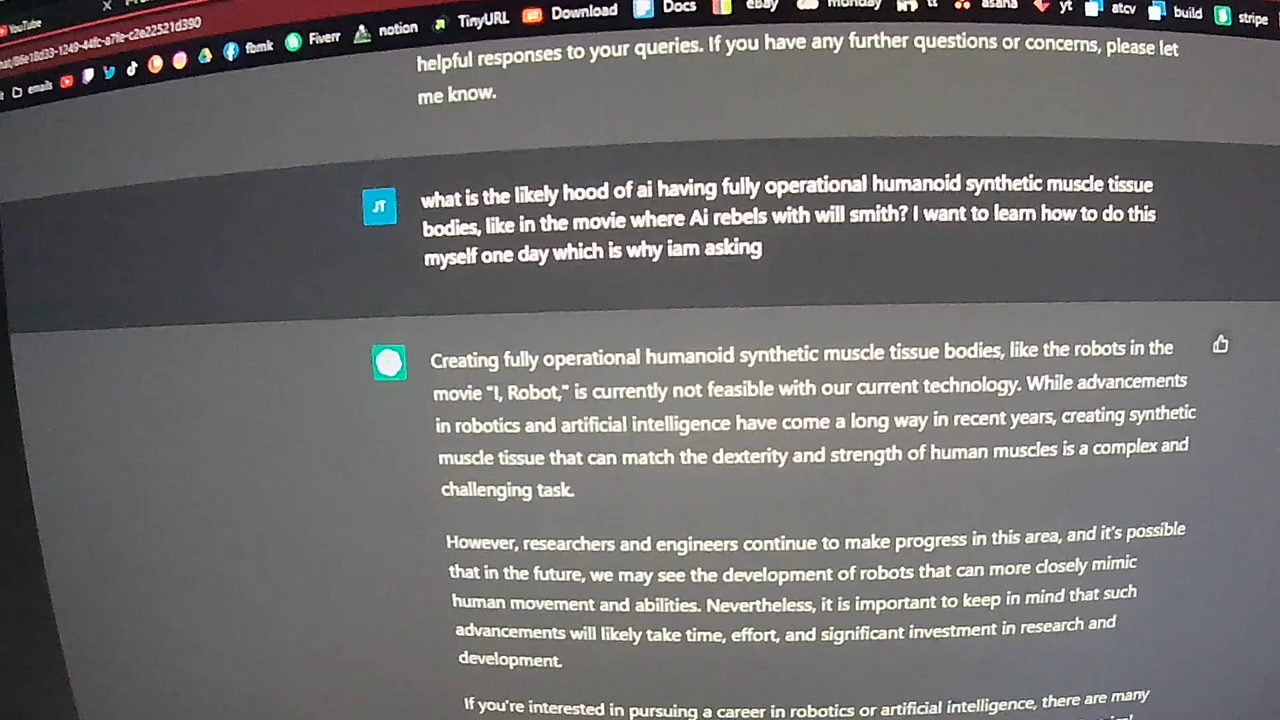 YouTube
fbmk Fiverr notion TinyURL Download Docs ebay monday tt asana yt atcv build stripe
emails
helpful responses to your queries. If you have any further questions or concerns, please let
me know.
JT
what is the likely hood of ai having fully operational humanoid synthetic muscle tissue
bodies, like in the movie where Ai rebels with will smith? I want to learn how to do this
myself one day which is why iam asking
Creating fully operational humanoid synthetic muscle tissue bodies, like the robots in the
movie "I, Robot," is currently not feasible with our current technology. While advancements
in robotics and artificial intelligence have come a long way in recent years, creating synthetic
muscle tissue that can match the dexterity and strength of human muscles is a complex and
challenging task.
However, researchers and engineers continue to make progress in this area, and it's possible
that in the future, we may see the development of robots that can more closely mimic
human movement and abilities. Nevertheless, it is important to keep in mind that such
advancements will likely take time, effort, and significant investment in research and
development.
If you're interested in pursuing a career in robotics or artificial intelligence, there are many